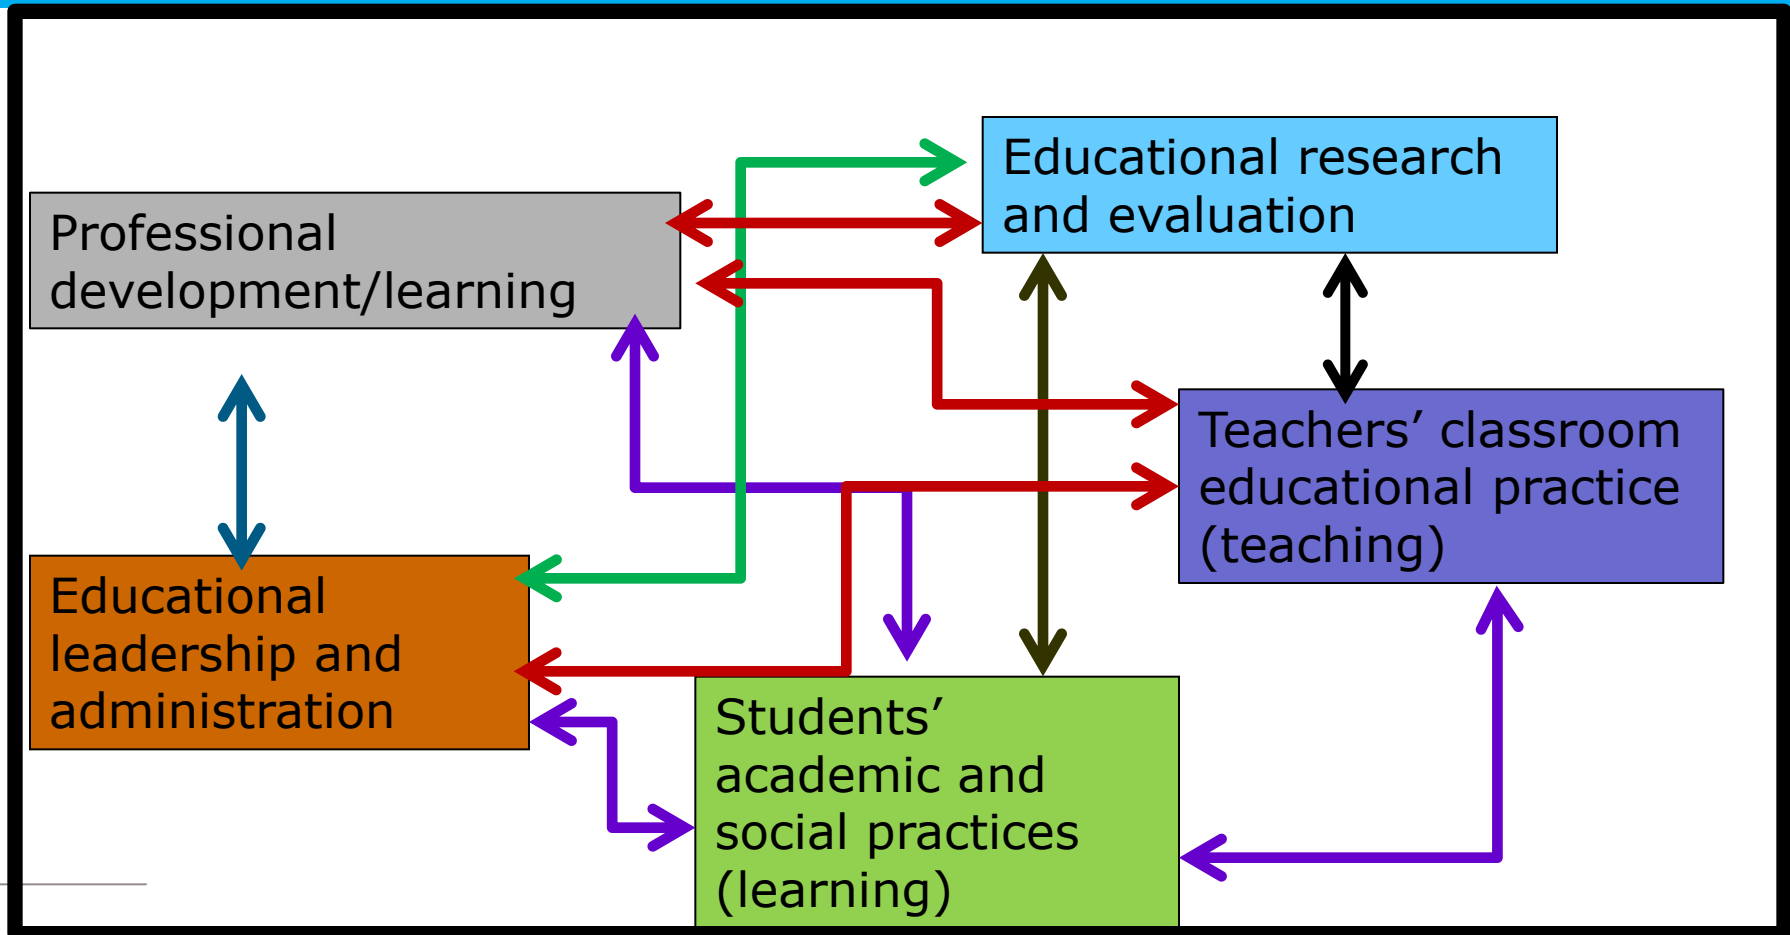 Educational research
and evaluation
Professional
development/learning
Teachers’ classroom
educational practice
(teaching)
Educational
leadership and
administration
Students’
academic and
social practices
(learning)